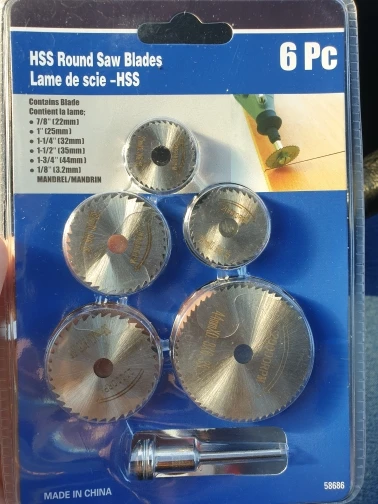 HSS Round Saw Blades
Lame de scie -HSS
6 Pc
Contains Blade
Contient la lame:
• 7/8" (22mm)
• 1" (25mm)
• 1-1/4" (32mm)
• 1-1/2" (35mm)
• 1-3/4" (44mm)
• 1/8" (3.2mm)
MANDREL/MANDRIN
MADE IN CHINA
58686